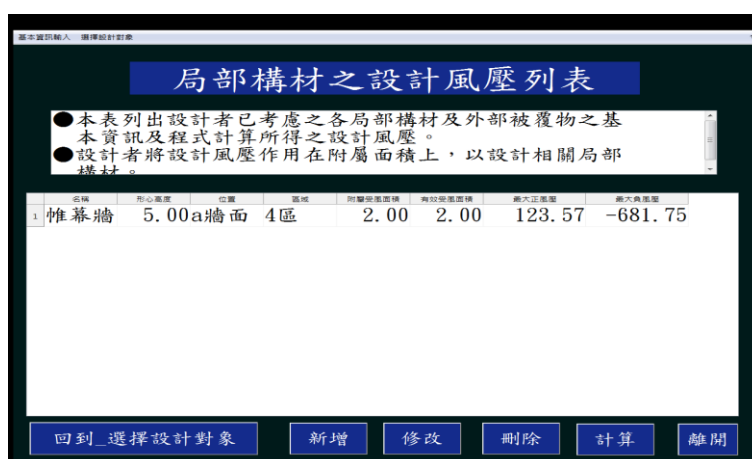 基本資訊輸入 選擇設計對象
局部構材之設計風壓列表
●本表列出設計者已考慮之各局部構材及外部被覆物之基
本資訊及程式計算所得之設計風壓。
●設計者將設計風壓作用在附屬面積上,以設計相關局部
構材。
名稱 形心高度 位置 區域 附屬受風面積 有效受風面積 最大正風壓 最大負風壓
1 帷幕牆 5.00 a牆面 4區 2.00 2.00 123.57 -681.75
回到_選擇設計對象 新增 修改 刪除 計算 離開